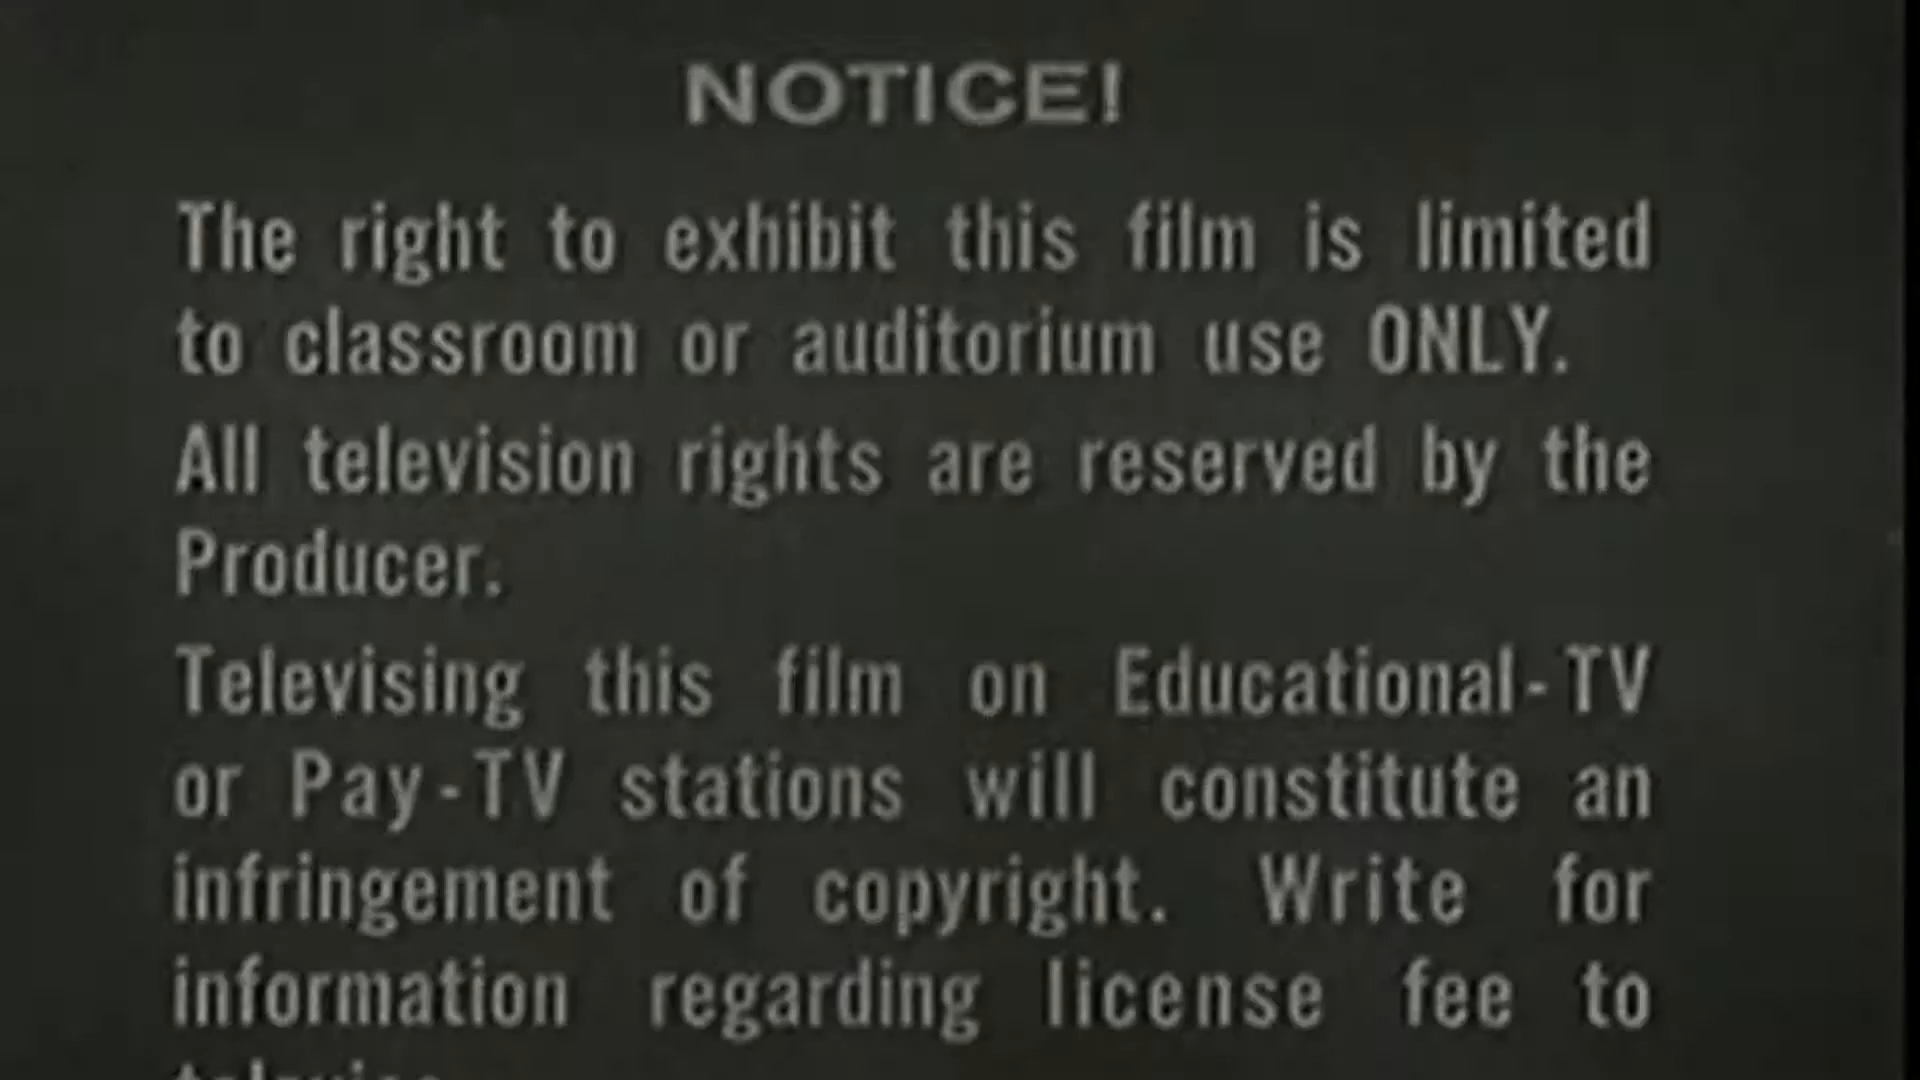 NOTICE!
The right to exhibit this film is limited
to classroom or auditorium use ONLY.
All television rights are reserved by the
Producer.
Televising this film on Educational-TV
or Pay-TV stations will constitute an
infringement of copyright. Write for
information regarding license fee to